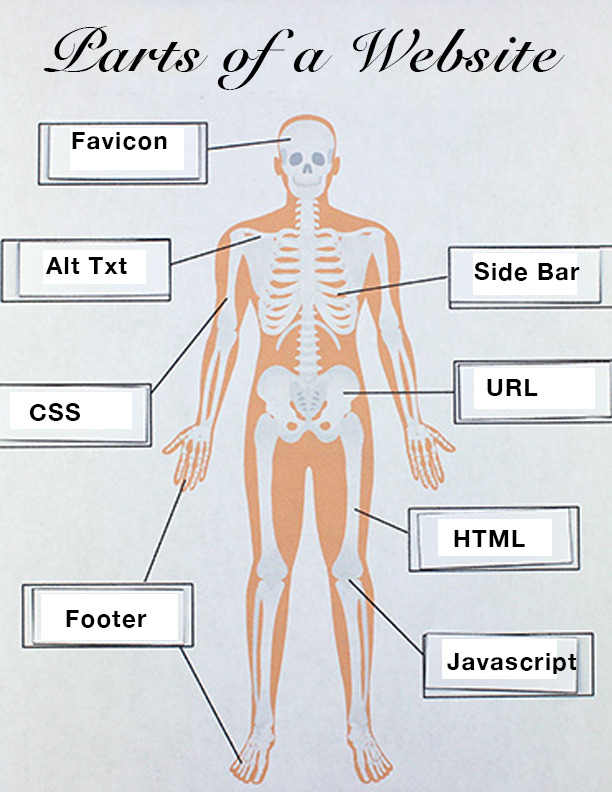 Parts of a Website
Favicon
Alt Txt
Side Bar
CSS
URL
HTML
Footer
Javascript